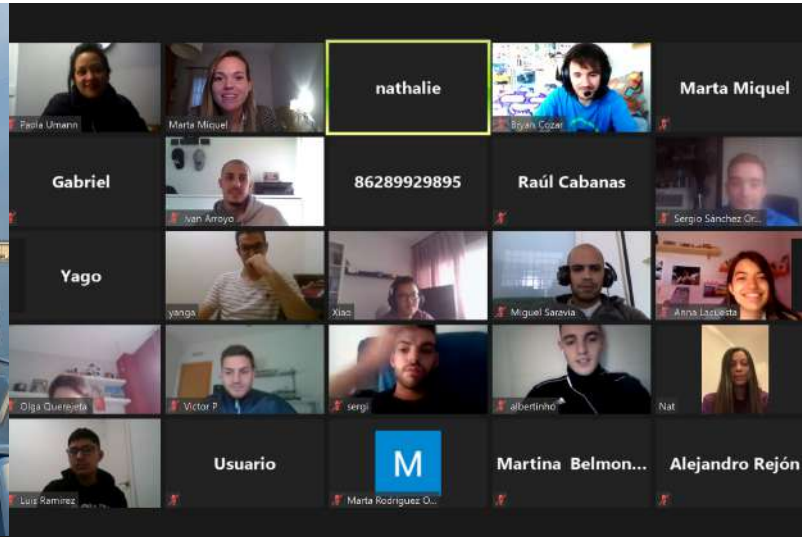 Paola Umann
Marta Miquel
nathalie
Bryan Cozar
Marta Miquel
Gabriel
Ivan Arroyo
86289929895
Raúl Cabanas
Sergio Sánchez Or...
Yago
yanga
Xiao
Miguel Saravia
Anna Lacuesta
Olga Querejeta
Victor P
sergi
albertinho
Nat
Luis Ramirez
Usuario
M
Marta Rodriguez O...
Martina Belmon...
Alejandro Rejón